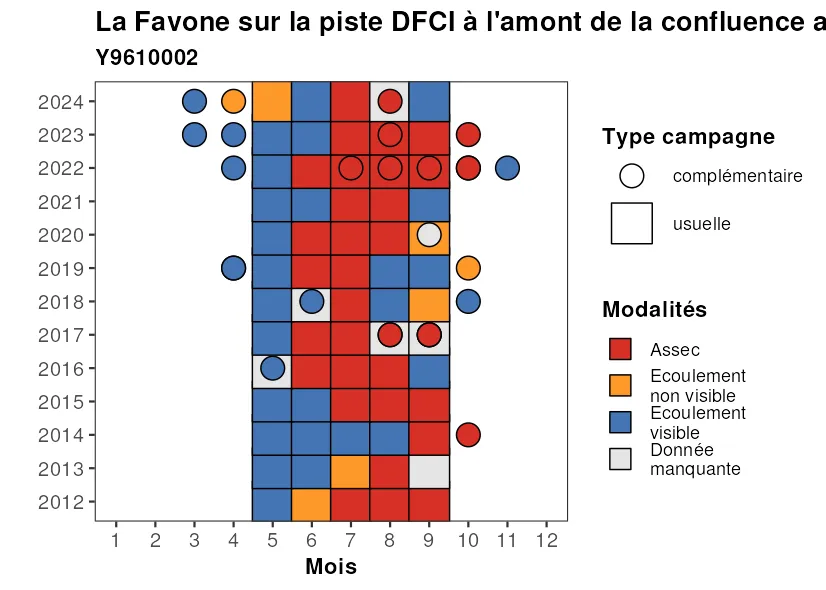 La Favone sur la piste DFCI à l'amont de la confluence a
Y9610002
2024
2023
2022
2021
2020
2019
2018
2017
2016
2015
2014
2013
2012
1 2 3 4 5 6 7 8 9 10 11 12
Mois
Type campagne
complémentaire
usuelle
Modalités
Assec
Ecoulement
non visible
Ecoulement
visible
Donnée
manquante